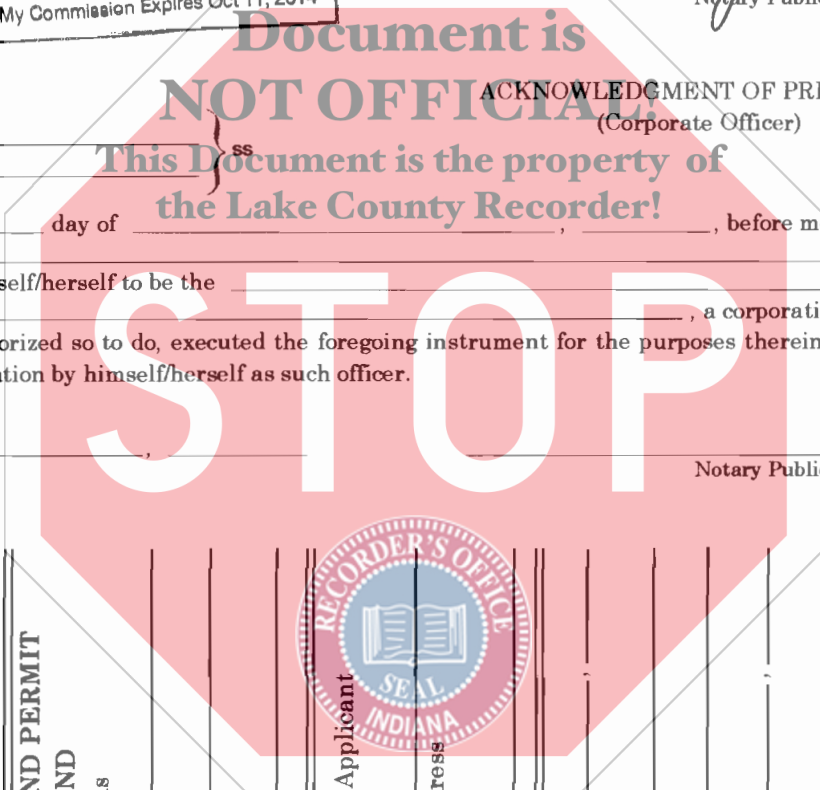 My Commission Expires Oct 11, 2014
Notary Public
Document is
NOT OFFICIAL!
ACKNOWLEDGMENT OF PRI
(Corporate Officer)
ss
This Document is the property of
the Lake County Recorder!
day of , , before m
self/herself to be the
, a corporati
orized so to do, executed the foregoing instrument for the purposes therein
ation by himself/herself as such officer.
STOP
,
Notary Publi
RECORDER'S OFFICE
SEAL
INDIANA
ND PERMIT
ND
s
Applicant
ress
,
,